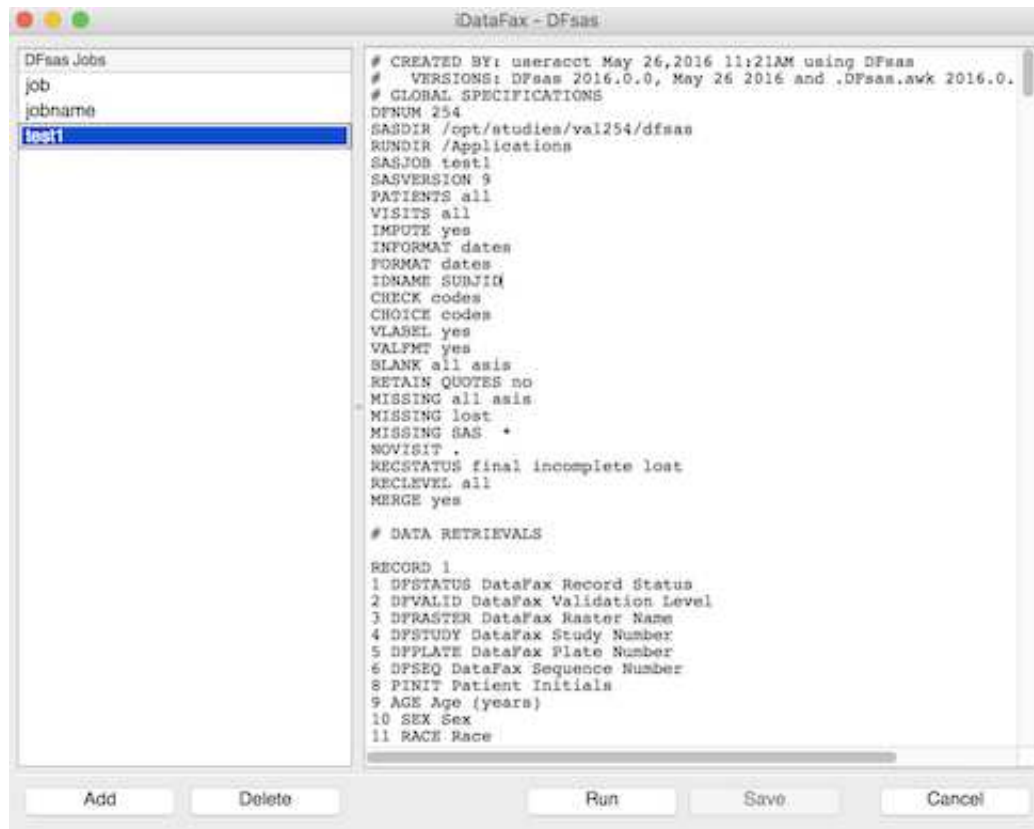 iDataFax - DFsas
DFsas Jobs
job
jobname
test1
# CREATED BY: useracct May 26,2016 11:21AM using DFsas
#   VERSIONS: DFsas 2016.0.0, May 26 2016 and .DFsas.awk 2016.0.
# GLOBAL SPECIFICATIONS
DFNUM 254
SASDIR /opt/studies/val254/dfsas
RUNDIR /Applications
SASJOB test1
SASVERSION 9
PATIENTS all
VISITS all
IMPUTE yes
INFORMAT dates
FORMAT dates
IDNAME SUBJID
CHECK codes
CHOICE codes
VLABEL yes
VALFMT yes
BLANK all asis
RETAIN QUOTES no
MISSING all asis
MISSING lost
MISSING SAS  *
NOVISIT .
RECSTATUS final incomplete lost
RECLEVEL all
MERGE yes
# DATA RETRIEVALS
RECORD 1
1 DFSTATUS DataFax Record Status
2 DFVALID DataFax Validation Level
3 DFRASTER DataFax Raster Name
4 DFSTUDY DataFax Study Number
5 DFPLATE DataFax Plate Number
6 DFSEQ DataFax Sequence Number
8 PINIT Patient Initials
9 AGE Age (years)
10 SEX Sex
11 RACE Race
Add Delete Run Save Cancel